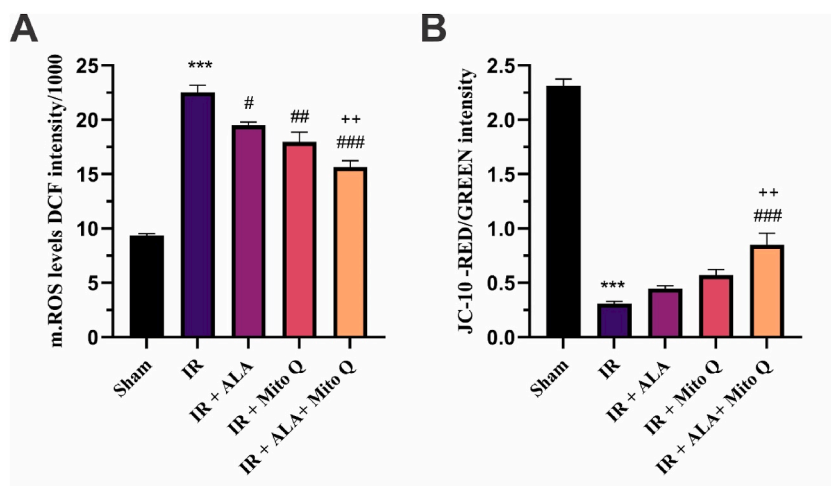 A
m.ROS levels DCF intensity/1000
25
20
15
10
5
0
***
#
##
++
###
Sham
IR
IR + ALA
IR + Mito Q
IR + ALA+ Mito Q
B
JC-10 -RED/GREEN intensity
2.5
2.0
1.5
1.0
0.5
0.0
***
++
###
Sham
IR
IR + ALA
IR + Mito Q
IR + ALA+ Mito Q